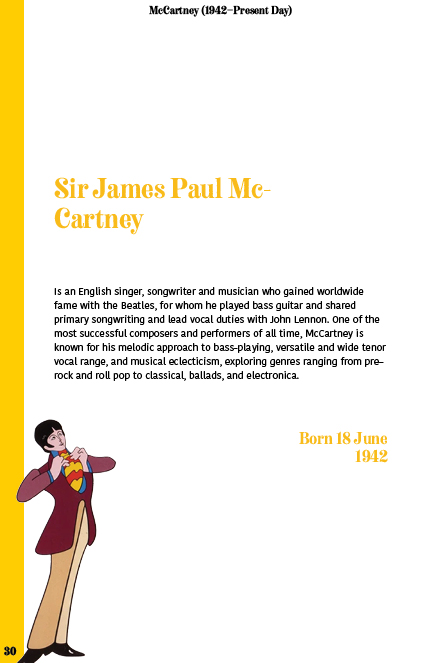 McCartney (1942–Present Day)
Sir James Paul Mc-
Cartney
Is an English singer, songwriter and musician who gained worldwide
fame with the Beatles, for whom he played bass guitar and shared
primary songwriting and lead vocal duties with John Lennon. One of the
most successful composers and performers of all time, McCartney is
known for his melodic approach to bass-playing, versatile and wide tenor
vocal range, and musical eclecticism, exploring genres ranging from pre–
rock and roll pop to classical, ballads, and electronica.
Born 18 June
1942
30